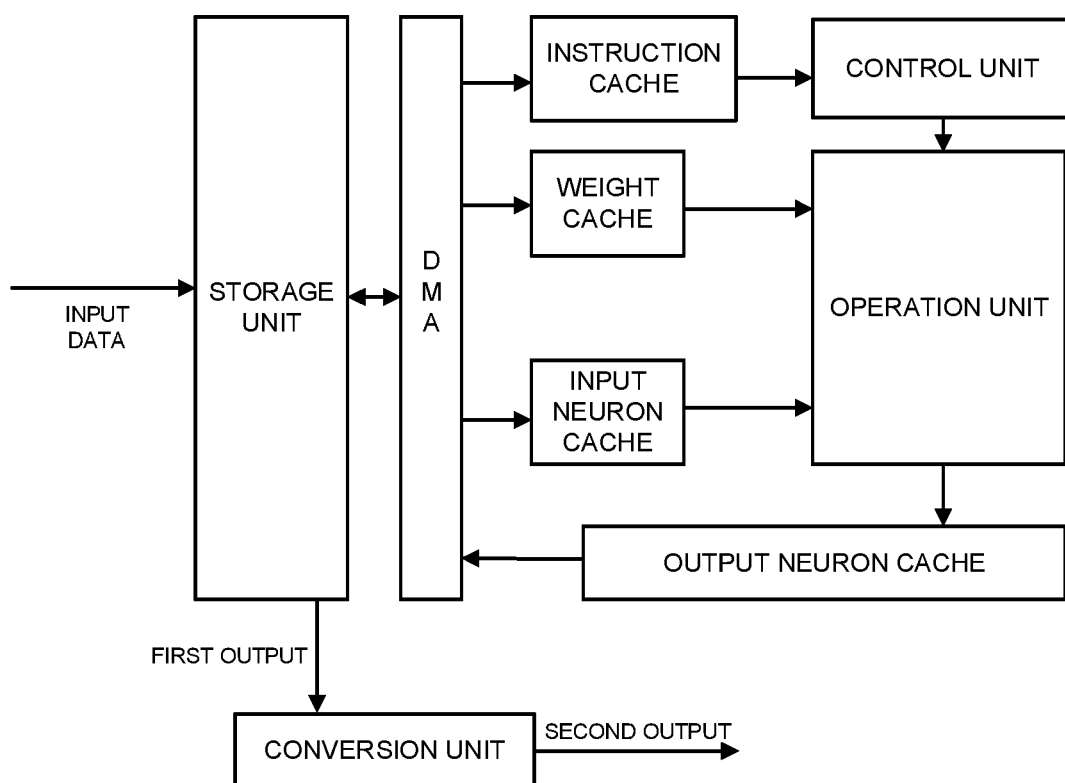 INSTRUCTION
CACHE
CONTROL UNIT
WEIGHT
CACHE
D
M
A
STORAGE
UNIT
INPUT
DATA
OPERATION UNIT
INPUT
NEURON
CACHE
OUTPUT NEURON CACHE
FIRST OUTPUT
CONVERSION UNIT
SECOND OUTPUT